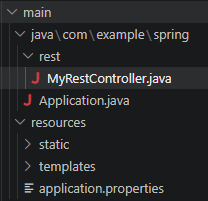 main
java\com\example\spring
rest
MyRestController.java
Application.java
resources
static
templates
application.properties